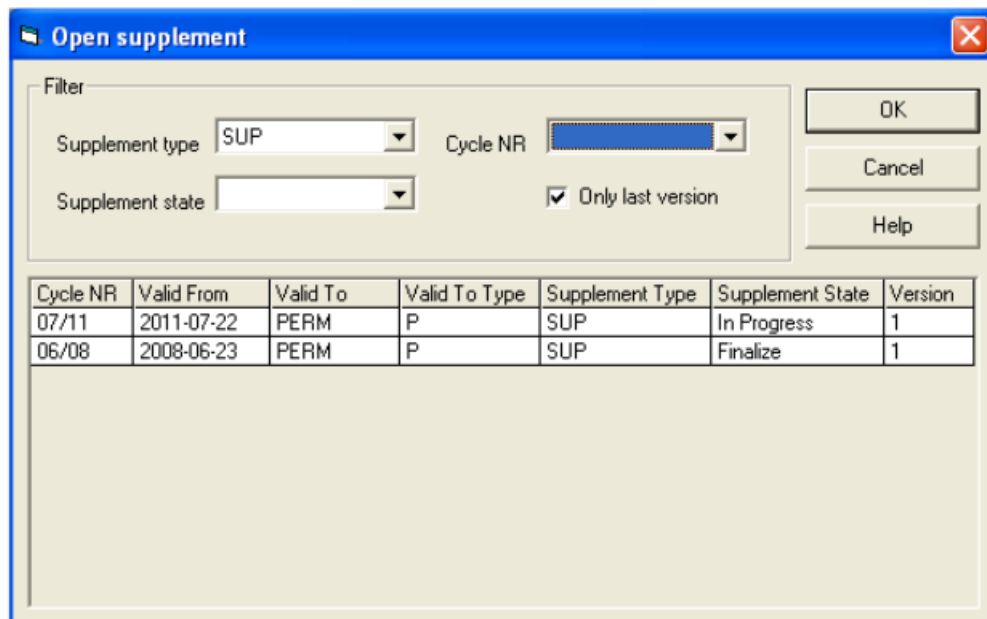 Open supplement
Filter
Supplement type SUP Cycle NR
Supplement state Only last version
OK
Cancel
Help
Cycle NR Valid From Valid To Valid To Type Supplement Type Supplement State Version
07/11 2011-07-22 PERM P SUP In Progress 1
06/08 2008-06-23 PERM P SUP Finalize 1